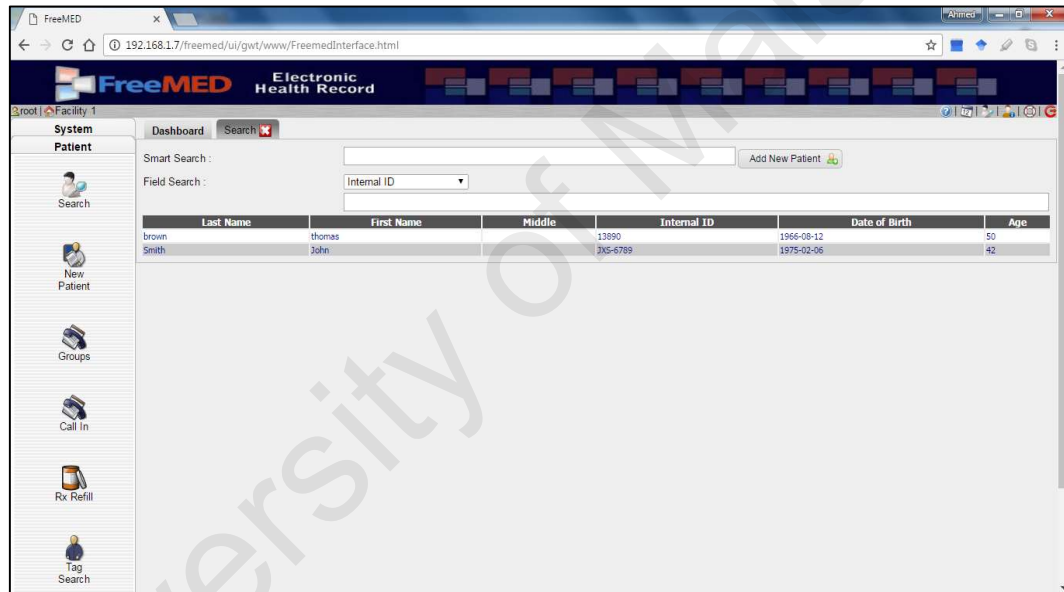 FreeMED
Ahmed
192.168.1.7/freemed/ui/gwt/www/FreemedInterface.html
FreeMED Electronic Health Record
root | Facility 1
System
Patient
Search
New Patient
Groups
Call In
Rx Refill
Tag Search
Dashboard Search
Smart Search : Add New Patient
Field Search : Internal ID
Last Name First Name Middle Internal ID Date of Birth Age
brown thomas 13890 1966-08-12 50
Smith John JXS-6789 1975-02-06 42
University of Mala